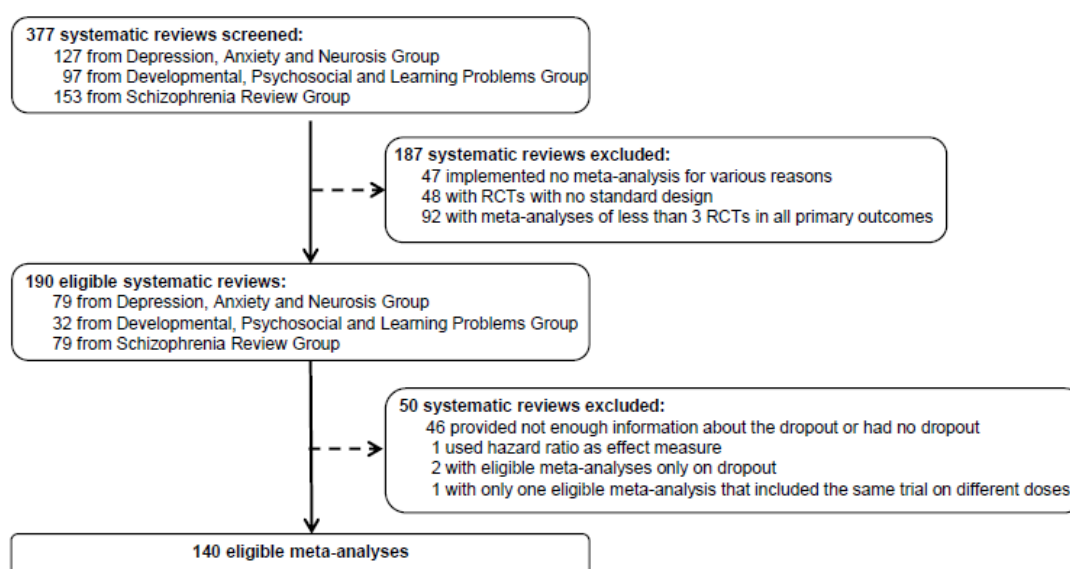 377 systematic reviews screened:
127 from Depression, Anxiety and Neurosis Group
97 from Developmental, Psychosocial and Learning Problems Group
153 from Schizophrenia Review Group
187 systematic reviews excluded:
47 implemented no meta-analysis for various reasons
48 with RCTs with no standard design
92 with meta-analyses of less than 3 RCTs in all primary outcomes
190 eligible systematic reviews:
79 from Depression, Anxiety and Neurosis Group
32 from Developmental, Psychosocial and Learning Problems Group
79 from Schizophrenia Review Group
50 systematic reviews excluded:
46 provided not enough information about the dropout or had no dropout
1 used hazard ratio as effect measure
2 with eligible meta-analyses only on dropout
1 with only one eligible meta-analysis that included the same trial on different doses
140 eligible meta-analyses